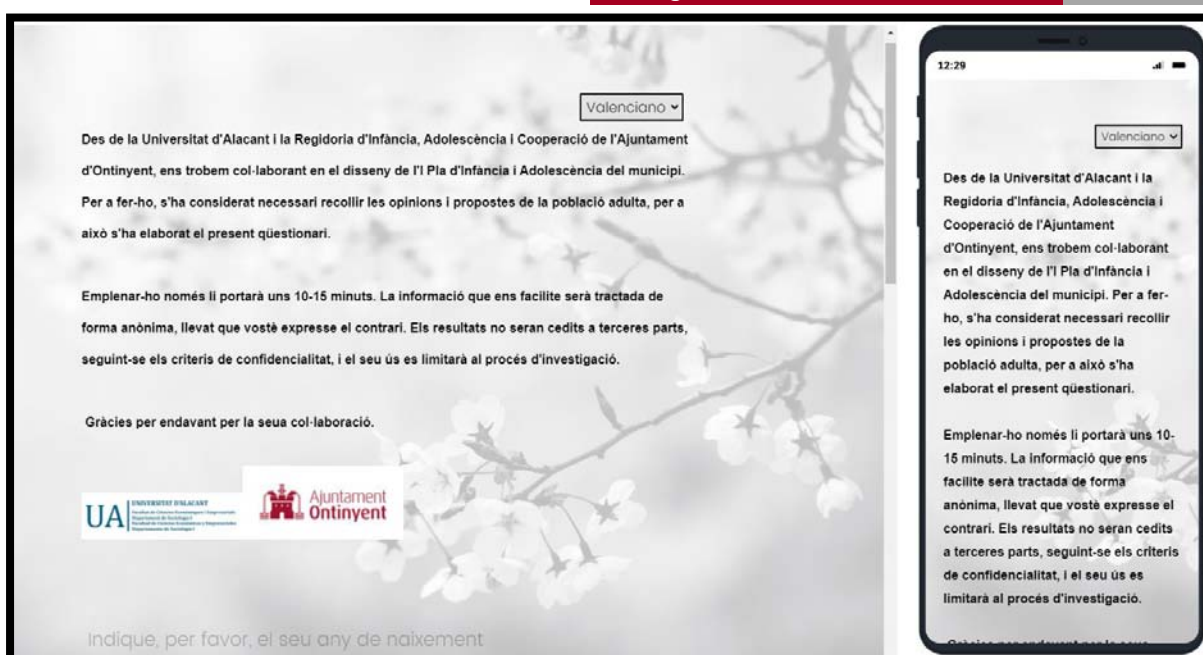 Valenciano
Des de la Universitat d'Alacant i la Regidoria d'Infància, Adolescència i Cooperació de l'Ajuntament
d'Ontinyent, ens trobem col·laborant en el disseny de l'I Pla d'Infància i Adolescència del municipi.
Per a fer-ho, s'ha considerat necessari recollir les opinions i propostes de la població adulta, per a
això s'ha elaborat el present qüestionari.
Emplenar-ho només li portarà uns 10-15 minuts. La informació que ens facilite serà tractada de
forma anònima, llevat que vostè expresse el contrari. Els resultats no seran cedits a terceres parts,
seguint-se els criteris de confidencialitat, i el seu ús es limitarà al procés d'investigació.
Gràcies per endavant per la seua col·laboració.
UA
UNIVERSITAT D'ALACANT
Ajuntament
Ontinyent
Indique, per favor, el seu any de naixement
12:29
Valenciano
Des de la Universitat d'Alacant i la
Regidoria d'Infància, Adolescència i
Cooperació de l'Ajuntament
d'Ontinyent, ens trobem col·laborant
en el disseny de l'I Pla d'Infància i
Adolescència del municipi. Per a fer-
ho, s'ha considerat necessari recollir
les opinions i propostes de la
població adulta, per a això s'ha
elaborat el present qüestionari.
Emplenar-ho només li portarà uns 10-
15 minuts. La informació que ens
facilite serà tractada de forma
anònima, llevat que vostè expresse el
contrari. Els resultats no seran cedits
a terceres parts, seguint-se els criteris
de confidencialitat, i el seu ús es
limitarà al procés d'investigació.